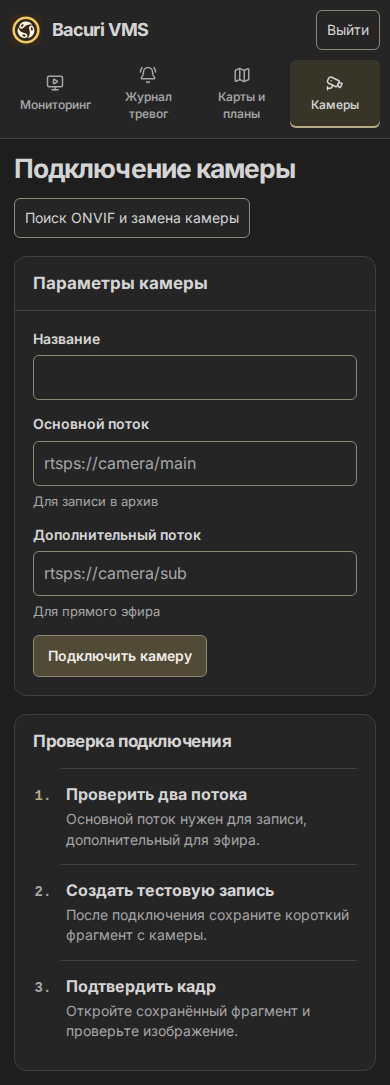 Bacuri VMS
Выйти
Мониторинг
Журнал
тревог
Карты и
планы
Камеры
Подключение камеры
Поиск ONVIF и замена камеры
Параметры камеры
Название
Основной поток
rtsps://camera/main
Для записи в архив
Дополнительный поток
rtsps://camera/sub
Для прямого эфира
Подключить камеру
Проверка подключения
1. Проверить два потока
Основной поток нужен для записи,
дополнительный для эфира.
2. Создать тестовую запись
После подключения сохраните короткий
фрагмент с камеры.
3. Подтвердить кадр
Откройте сохранённый фрагмент и
проверьте изображение.